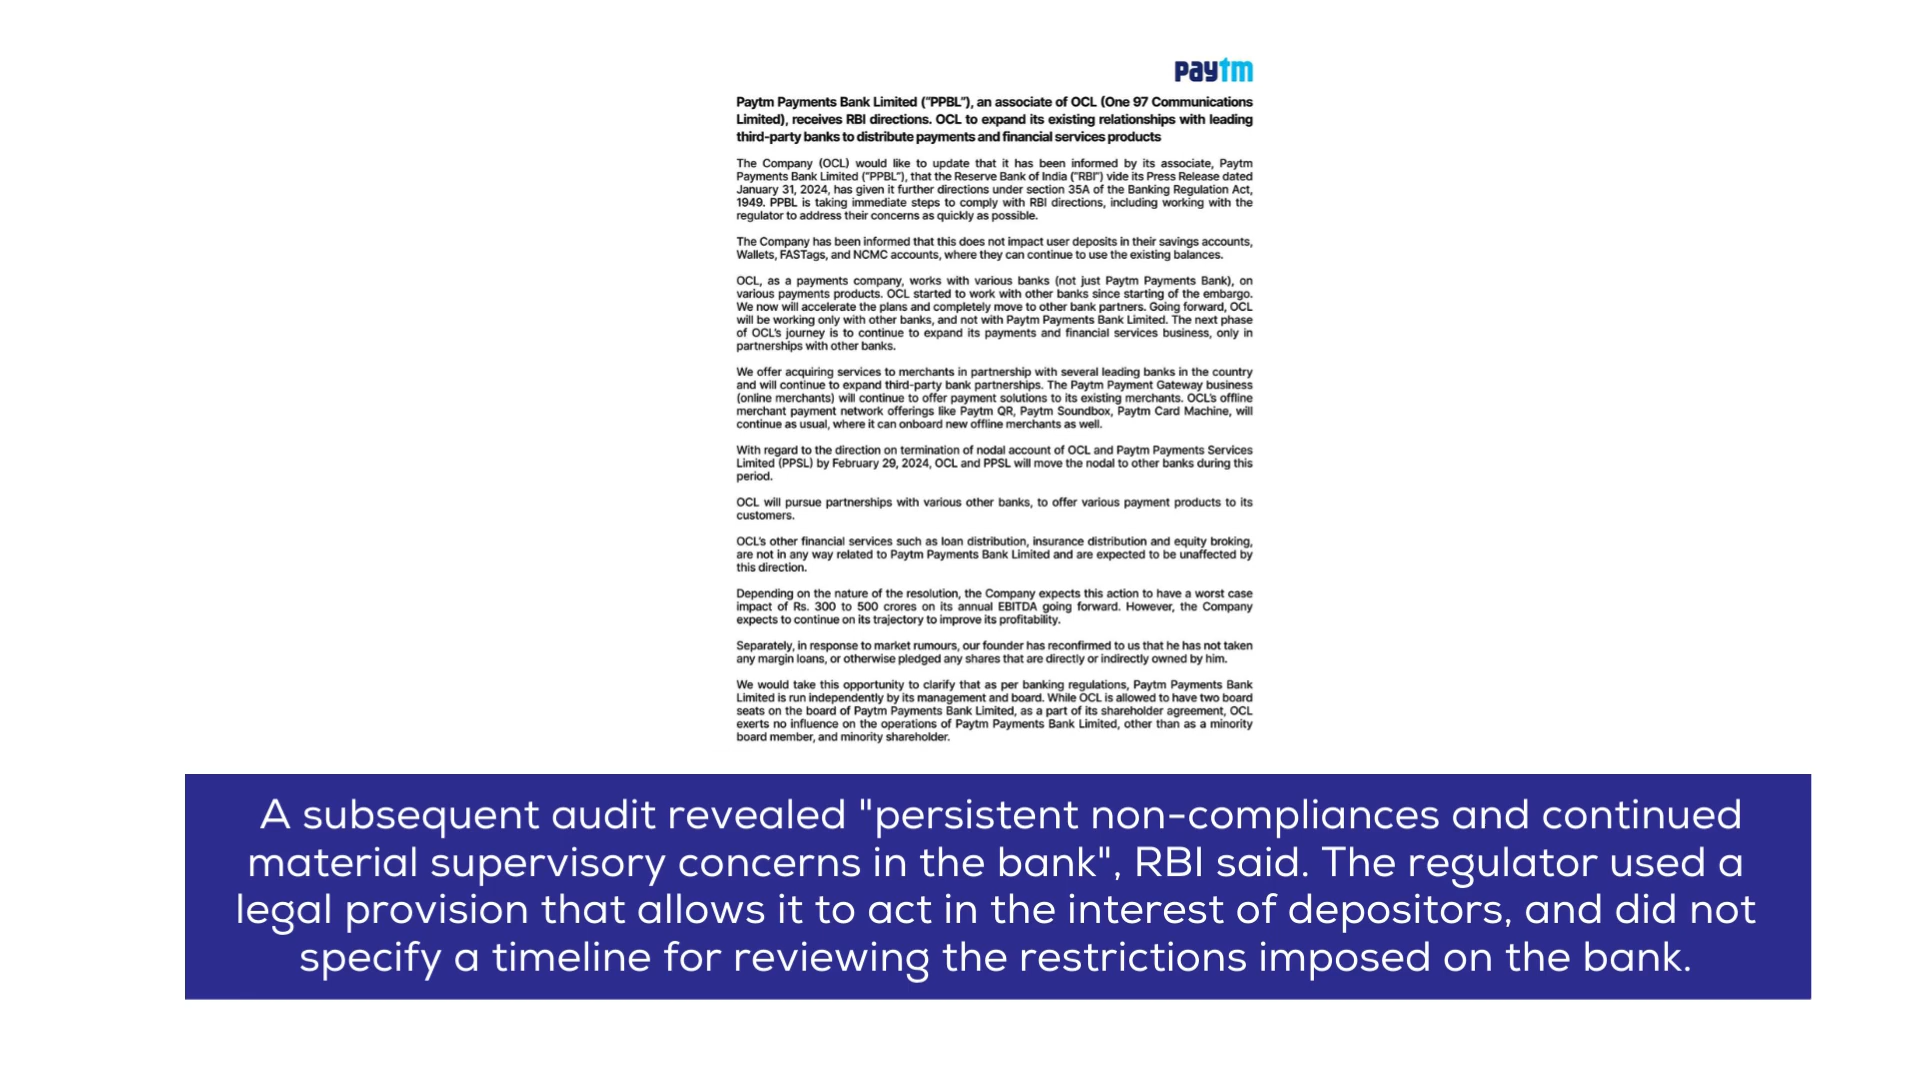 paytm
Paytm Payments Bank Limited ("PPBL"), an associate of OCL (One 97 Communications
Limited), receives RBI directions. OCL to expand its existing relationships with leading
third-party banks to distribute payments and financial services products
The Company (OCL) would like to update that it has been informed by its associate, Paytm
Payments Bank Limited ("PPBL"), that the Reserve Bank of India ("RBI") vide its Press Release dated
January 31, 2024, has given it further directions under section 35A of the Banking Regulation Act,
1949. PPBL is taking immediate steps to comply with RBI directions, including working with the
regulator to address their concerns as quickly as possible.
The Company has been informed that this does not impact user deposits in their savings accounts,
Wallets, FASTags, and NCMC accounts, where they can continue to use the existing balances.
OCL, as a payments company, works with various banks (not just Paytm Payments Bank), on
various payments products. OCL started to work with other banks since starting of the embargo.
We now will accelerate the plans and completely move to other bank partners. Going forward, OCL
will be working only with other banks, and not with Paytm Payments Bank Limited. The next phase
of OCL's journey is to continue to expand its payments and financial services business, only in
partnerships with other banks.
We offer acquiring services to merchants in partnership with several leading banks in the country
and will continue to expand third-party bank partnerships. The Paytm Payment Gateway business
(online merchants) will continue to offer payment solutions to its existing merchants. OCL's offline
merchant payment network offerings like Paytm QR, Paytm Soundbox, Paytm Card Machine, will
continue as usual, where it can onboard new offline merchants as well.
With regard to the direction on termination of nodal account of OCL and Paytm Payments Services
Limited (PPSL) by February 29, 2024, OCL and PPSL will move the nodal to other banks during this
period.
OCL will pursue partnerships with various other banks, to offer various payment products to its
customers.
OCL's other financial services such as loan distribution, insurance distribution and equity broking,
are not in any way related to Paytm Payments Bank Limited and are expected to be unaffected by
this direction.
Depending on the nature of the resolution, the Company expects this action to have a worst case
impact of Rs. 300 to 500 crores on its annual EBITDA going forward. However, the Company
expects to continue on its trajectory to improve its profitability.
Separately, in response to market rumours, our founder has reconfirmed to us that he has not taken
any margin loans, or otherwise pledged any shares that are directly or indirectly owned by him.
We would take this opportunity to clarify that as per banking regulations, Paytm Payments Bank
Limited is run independently by its management and board. While OCL is allowed to have two board
seats on the board of Paytm Payments Bank Limited, as a part of its shareholder agreement, OCL
exerts no influence on the operations of Paytm Payments Bank Limited, other than as a minority
board member, and minority shareholder.
A subsequent audit revealed "persistent non-compliances and continued
material supervisory concerns in the bank", RBI said. The regulator used a
legal provision that allows it to act in the interest of depositors, and did not
specify a timeline for reviewing the restrictions imposed on the bank.